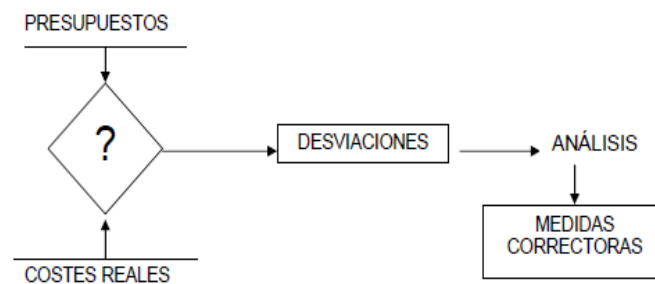 PRESUPUESTOS
?
DESVIACIONES
ANÁLISIS
MEDIDAS
CORRECTORAS
COSTES REALES